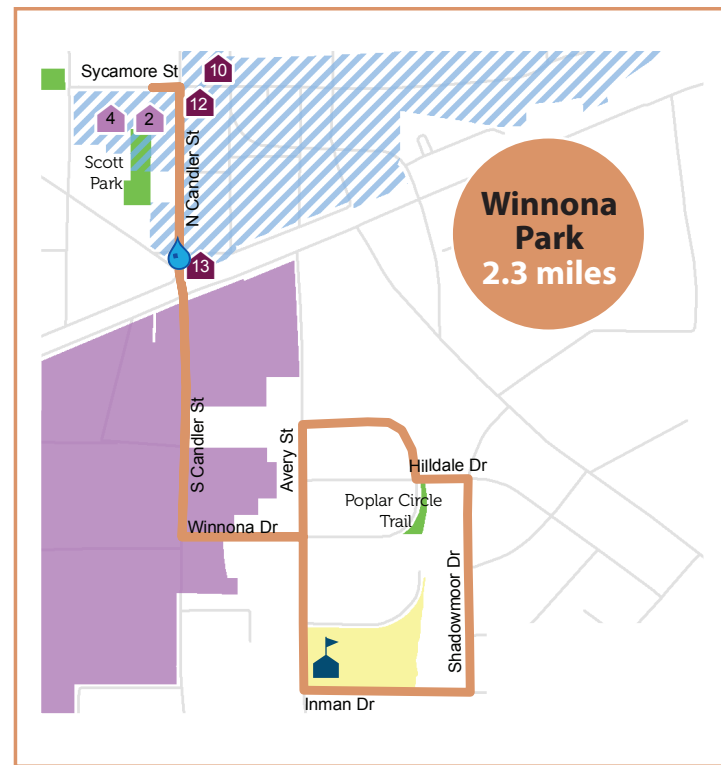 Sycamore St
10
12
4
2
Scott
Park
N Candler St
13
Winnona
Park
2.3 miles
S Candler St
Avery St
Hilldale Dr
Poplar Circle
Trail
Winnona Dr
Shadowmoor Dr
Inman Dr